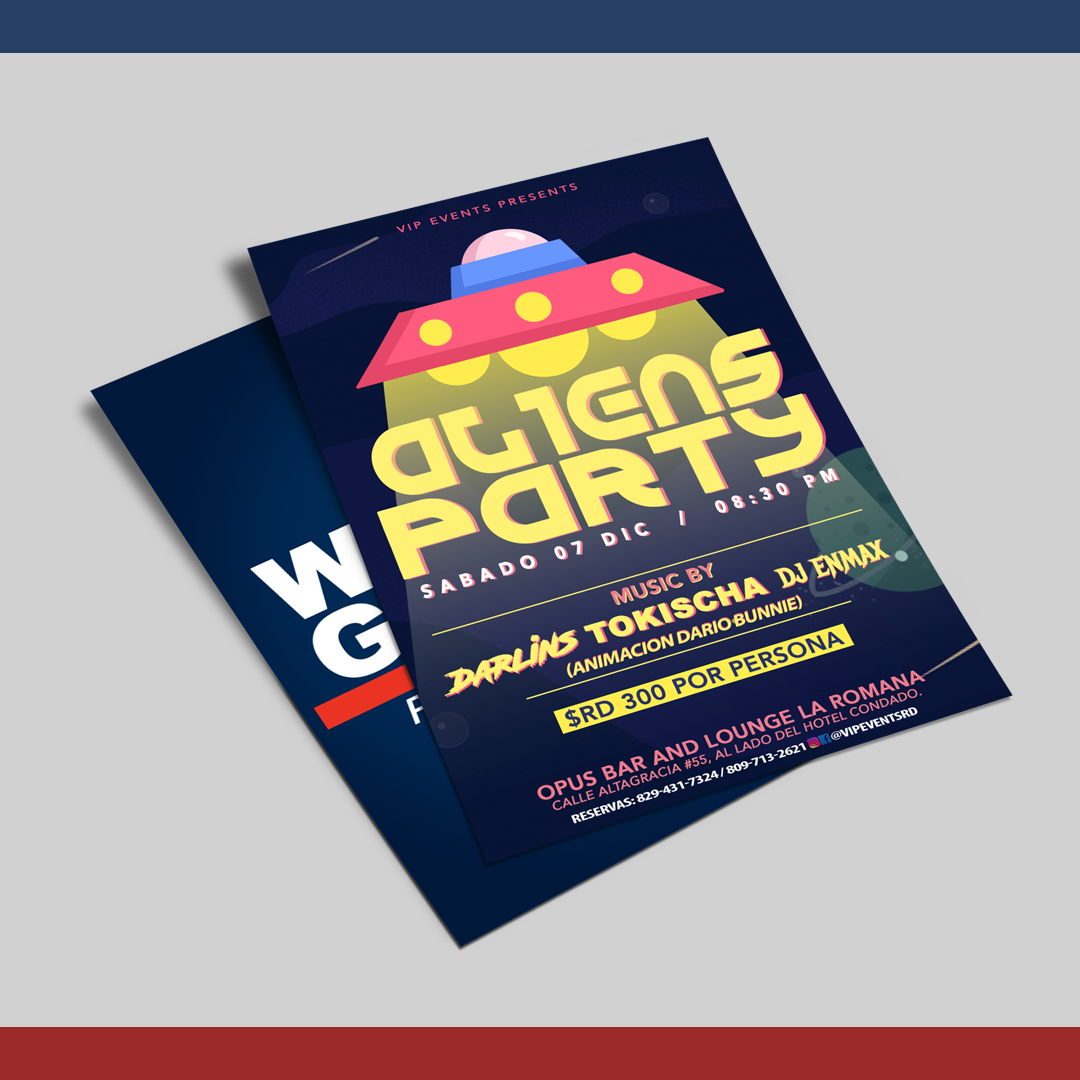 VIP EVENTS PRESENTS
ALIENS
PARTY
SABADO 07 DIC / 08:30 PM
MUSIC BY
DARLINS TOKISCHA DJ ENMAX
(ANIMACION DARIO BUNNIE)
$RD 300 POR PERSONA
OPUS BAR AND LOUNGE LA ROMANA
CALLE ALTAGRACIA #55, AL LADO DEL HOTEL CONDADO.
RESERVAS: 829-431-7324 / 809-713-2621 @VIPEVENTSRD
W
G
F